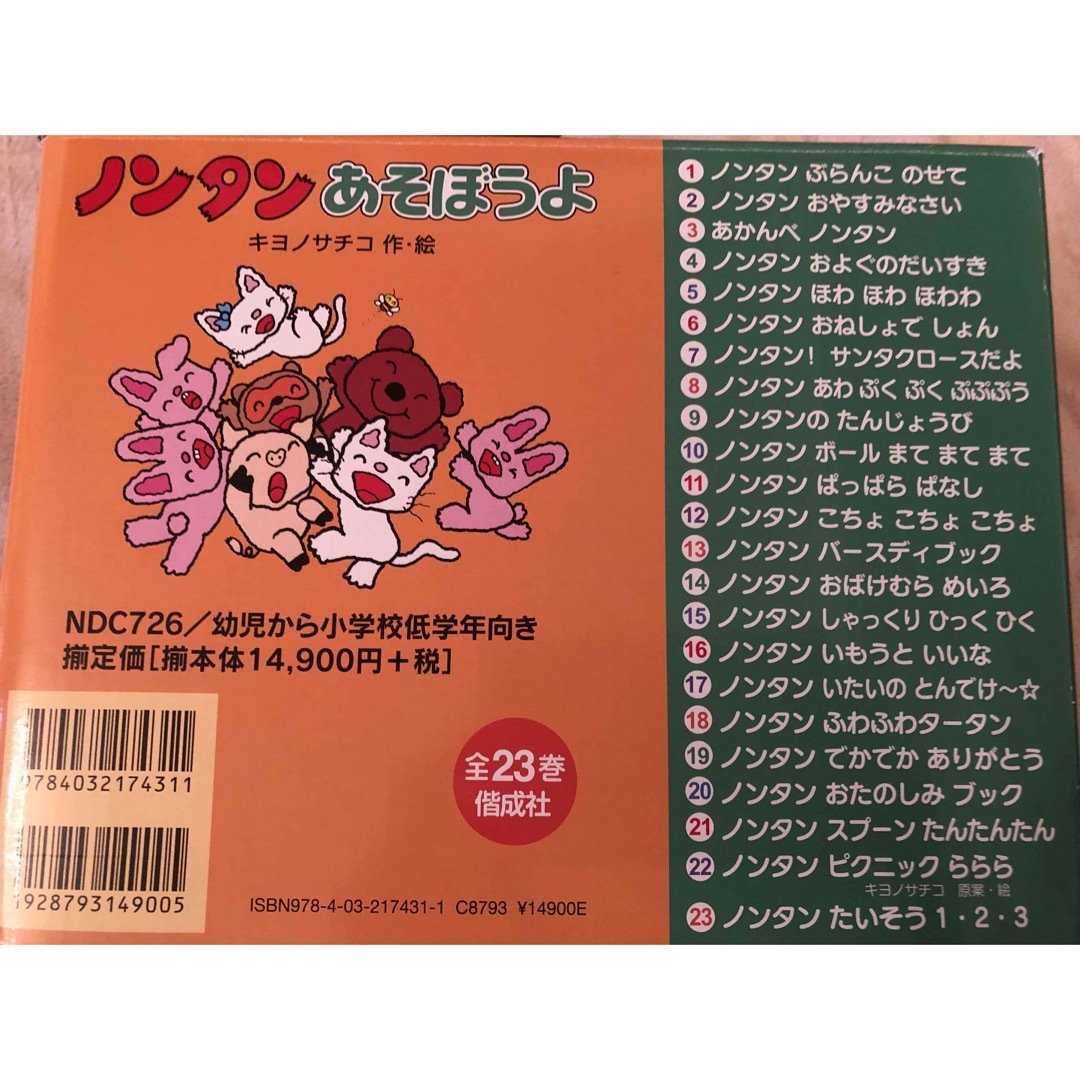 ノンタン あそぼうよ
キヨノサチコ 作・絵
NDC726／幼児から小学校低学年向き
揃定価[揃本体14,900円＋税]
9784032174311
1928793149005
全23巻
偕成社
ISBN978-4-03-217431-1 C8793 ¥14900E
1 ノンタン ぶらんこ のせて
2 ノンタン おやすみなさい
3 あかんべ ノンタン
4 ノンタン およぐのだいすき
5 ノンタン ほわ ほわ ほわわ
6 ノンタン おねしょで しょん
7 ノンタン！ サンタクロースだよ
8 ノンタン あわ ぷく ぷく ぷぷぷう
9 ノンタンの たんじょうび
10 ノンタン ボール まて まて まて
11 ノンタン ぱっぱら ぱなし
12 ノンタン こちょ こちょ こちょ
13 ノンタン バースディブック
14 ノンタン おばけむら めいろ
15 ノンタン しゃっくり ひっく ひく
16 ノンタン いもうと いいな
17 ノンタン いたいの とんでけ〜☆
18 ノンタン ふわふわタータン
19 ノンタン でかでか ありがとう
20 ノンタン おたのしみ ブック
21 ノンタン スプーン たんたんたん
22 ノンタン ピクニック ららら
キヨノサチコ 原案・絵
23 ノンタン たいそう 1・2・3